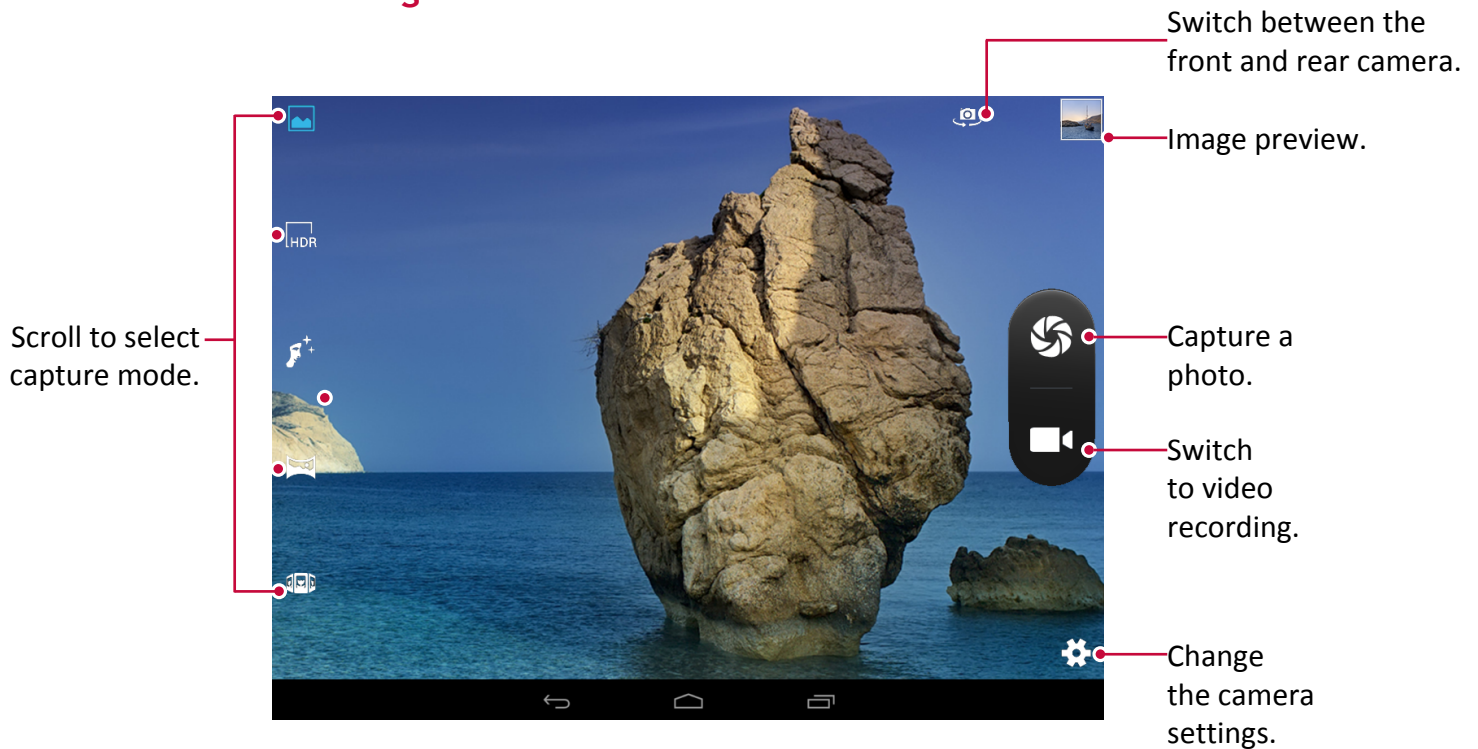 Switch between the
front and rear camera.
Image preview.
HDR
Scroll to select
capture mode.
Capture a
photo.
Switch
to video
recording.
Change
the camera
settings.